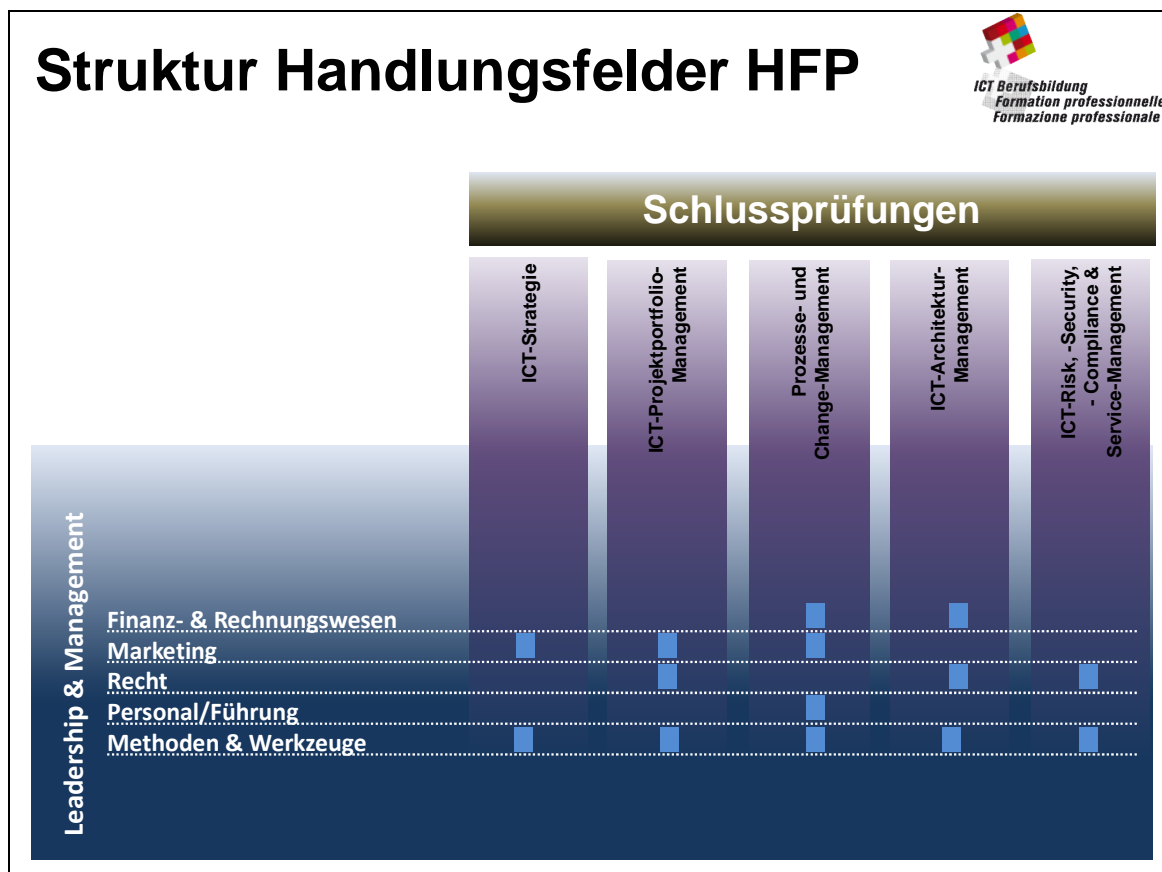 Struktur Handlungsfelder HFP
ICT Berufsbildung
Formation professionnelle
Formazione professionale
Schlussprüfungen
ICT-Strategie
ICT-Projektportfolio-
Management
Prozesse- und
Change-Management
ICT-Architektur-
Management
ICT-Risk, -Security,
- Compliance &
Service-Management
Leadership & Management
Finanz- & Rechnungswesen
Marketing
Recht
Personal/Führung
Methoden & Werkzeuge